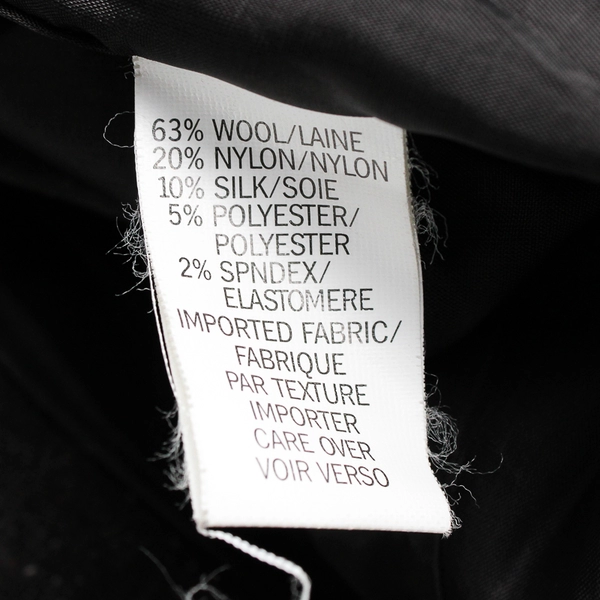 63% WOOL/LAINE
20% NYLON/NYLON
10% SILK/SOIE
5% POLYESTER/
POLYESTER
2% SPNDEX/
ELASTOMERE
IMPORTED FABRIC/
FABRIQUE
PAR TEXTURE
IMPORTER
CARE OVER
VOIR VERSO